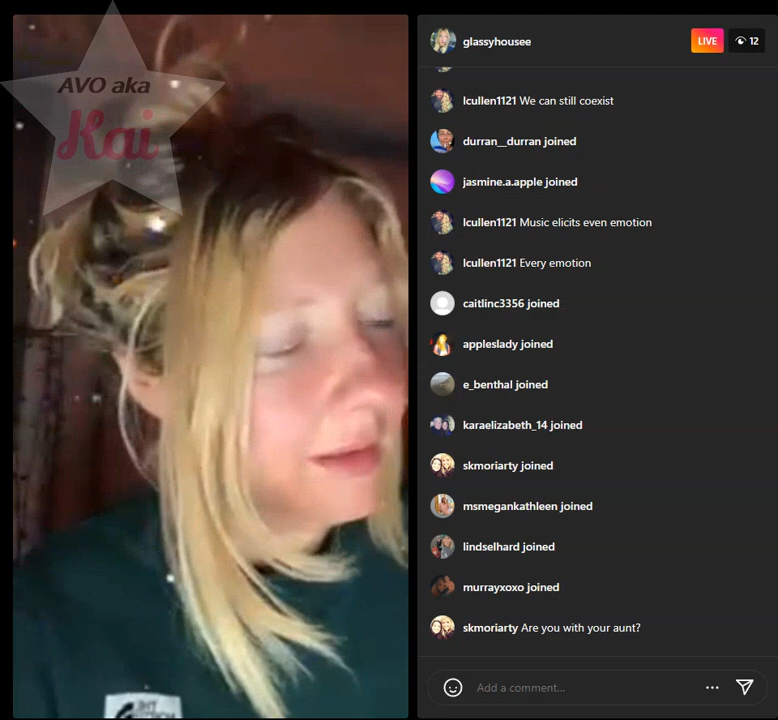 AVO aka
Kai
glassyhousee
LIVE
12
lcullen1121 We can still coexist
durran__durran joined
jasmine.a.apple joined
lcullen1121 Music elicits even emotion
lcullen1121 Every emotion
caitlinc3356 joined
appleslady joined
e_benthal joined
karaelizabeth_14 joined
skmoriarty joined
msmegankathleen joined
lindselhard joined
murrayxoxo joined
skmoriarty Are you with your aunt?
Add a comment...